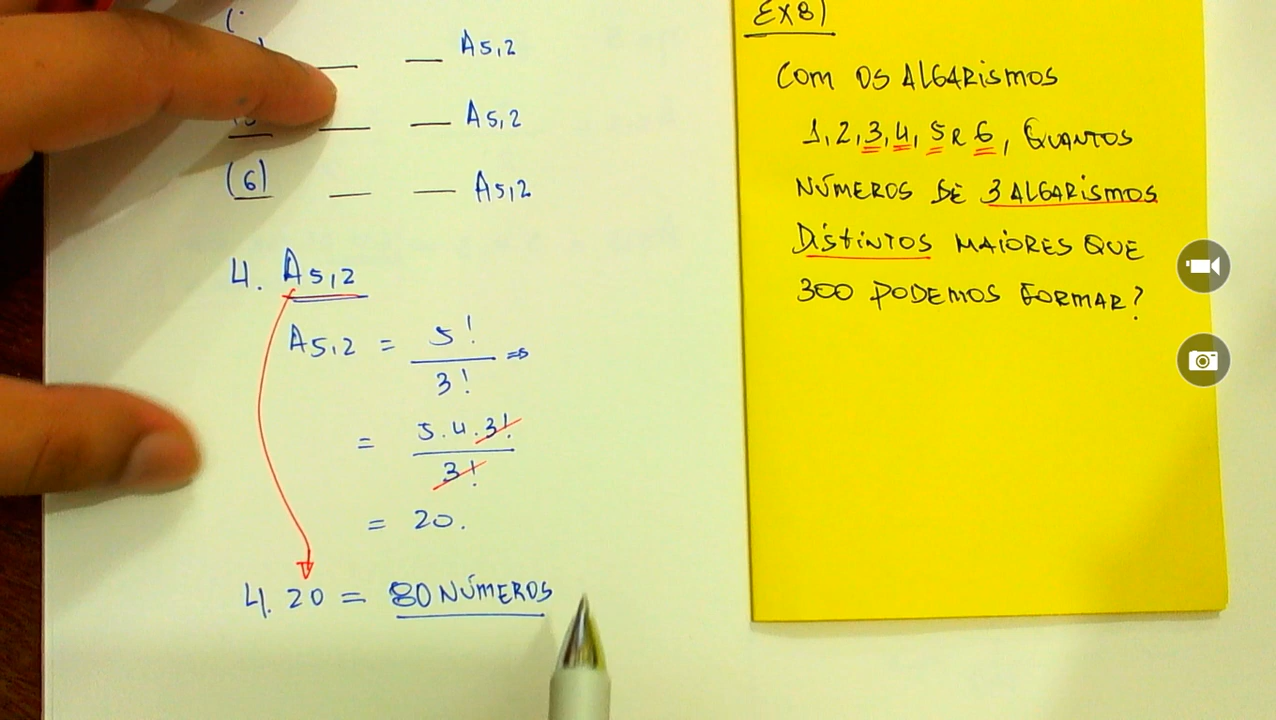 A5,2
A5,2
(6) A5,2
4. A5,2
A5,2 = 5! ⇒
3!
= 5.4.3!
3!
= 20.
4. 20 = 80 NÚMEROS
EX8)
COM OS ALGARISMOS
1, 2, 3, 4, 5 E 6, QUANTOS
NÚMEROS DE 3 ALGARISMOS
DISTINTOS MAIORES QUE
300 PODEMOS FORMAR?